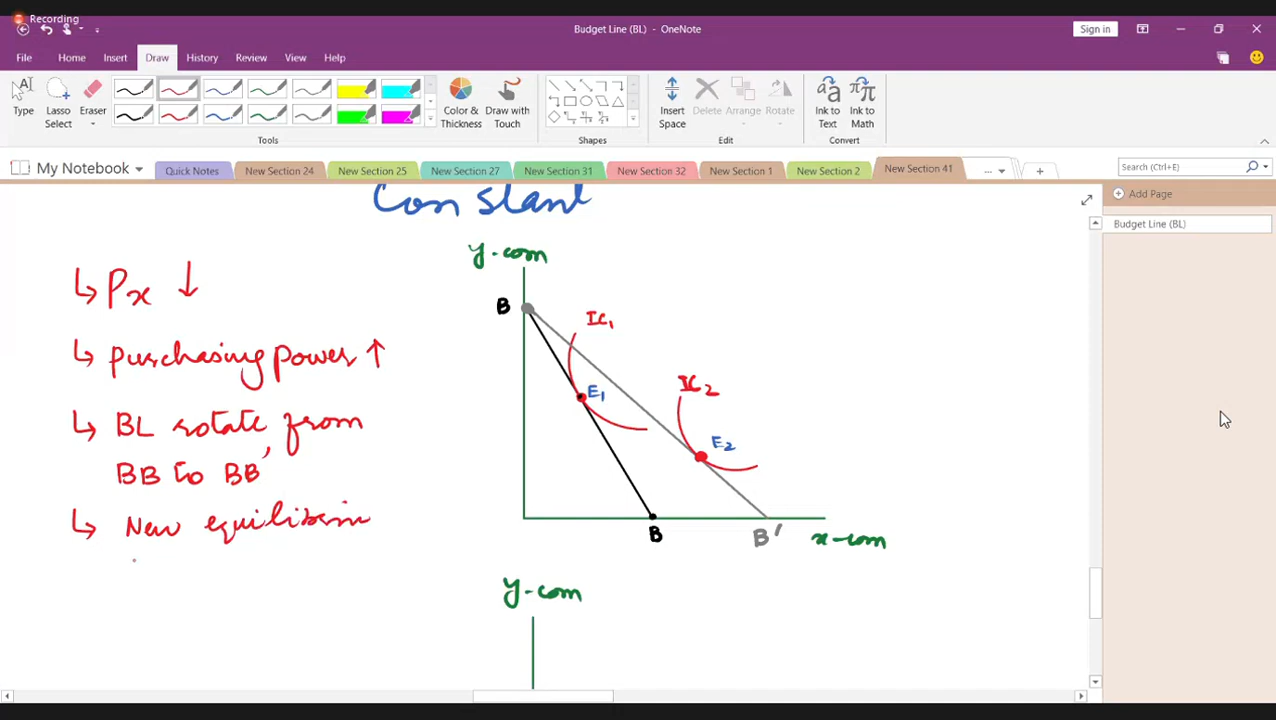 Recording
Budget Line (BL) - OneNote
Sign in
File Home Insert Draw History Review View Help
Type
Lasso Select
Eraser
Color & Thickness
Draw with Touch
Insert Space
Delete
Arrange
Rotate
Ink to Text
Ink to Math
Tools
Shapes
Edit
Convert
My Notebook
Quick Notes
New Section 24
New Section 25
New Section 27
New Section 31
New Section 32
New Section 1
New Section 2
New Section 41
...
Search (Ctrl+E)
Add Page
Budget Line (BL)
Constant
↳ Px ↓
↳ purchasing power ↑
↳ BL rotate from
BB to BB'
↳ New equilibrim
y-com
B
IC1
E1
IC2
E2
B
B'
x-com
y-com